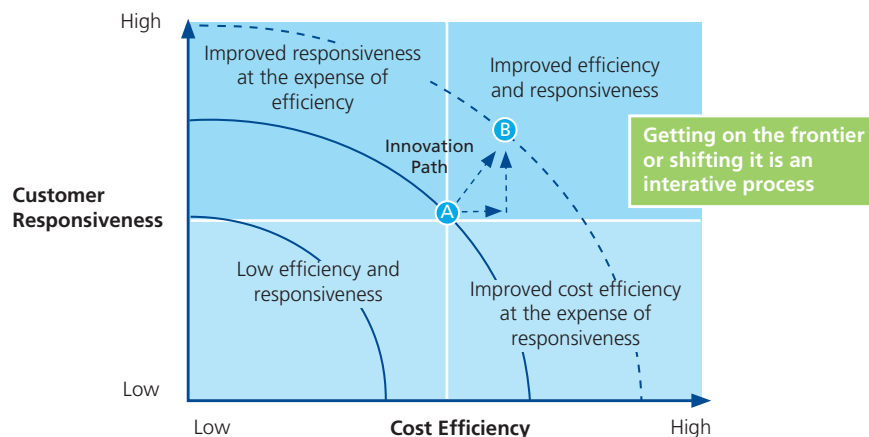 High
Improved responsiveness
at the expense of
efficiency
Improved efficiency
and responsiveness
B
Innovation
Path
Getting on the frontier
or shifting it is an
interative process
Customer
Responsiveness
A
Low efficiency and
responsiveness
Improved cost efficiency
at the expense of
responsiveness
Low
Low
Cost Efficiency
High